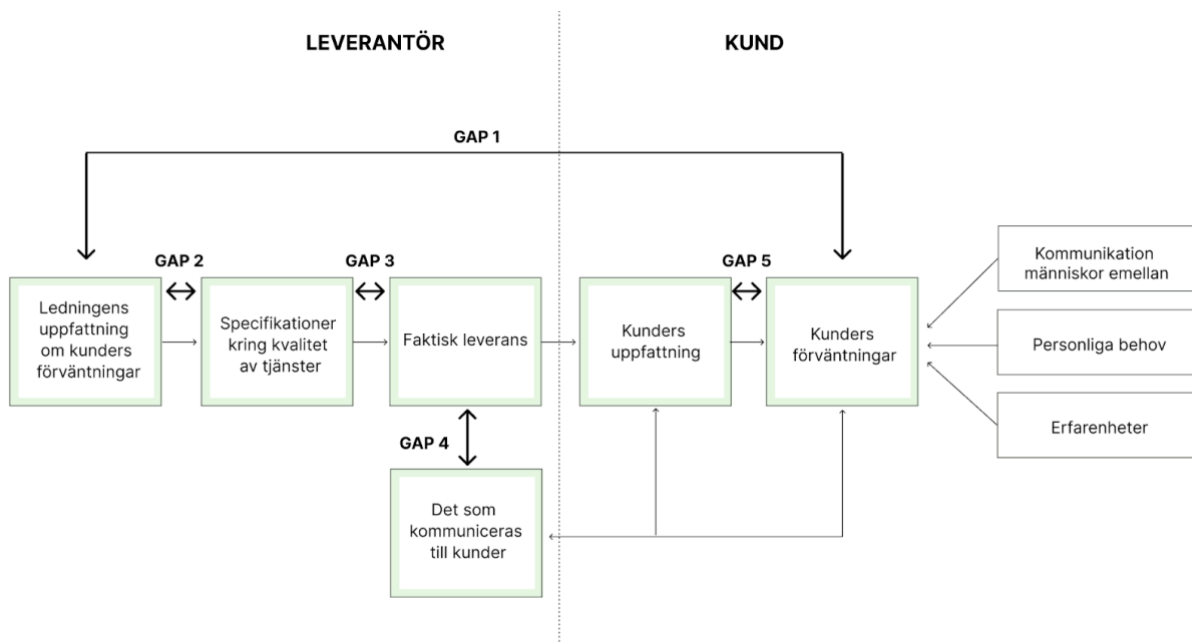 LEVERANTÖR
KUND
GAP 1
GAP 2
GAP 3
GAP 5
Ledningens
uppfattning
om kunders
förväntningar
Specifikationer
kring kvalitet
av tjänster
Faktisk leverans
Kunders
uppfattning
Kunders
förväntningar
Kommunikation
människor emellan
Personliga behov
Erfarenheter
GAP 4
Det som
kommuniceras
till kunder